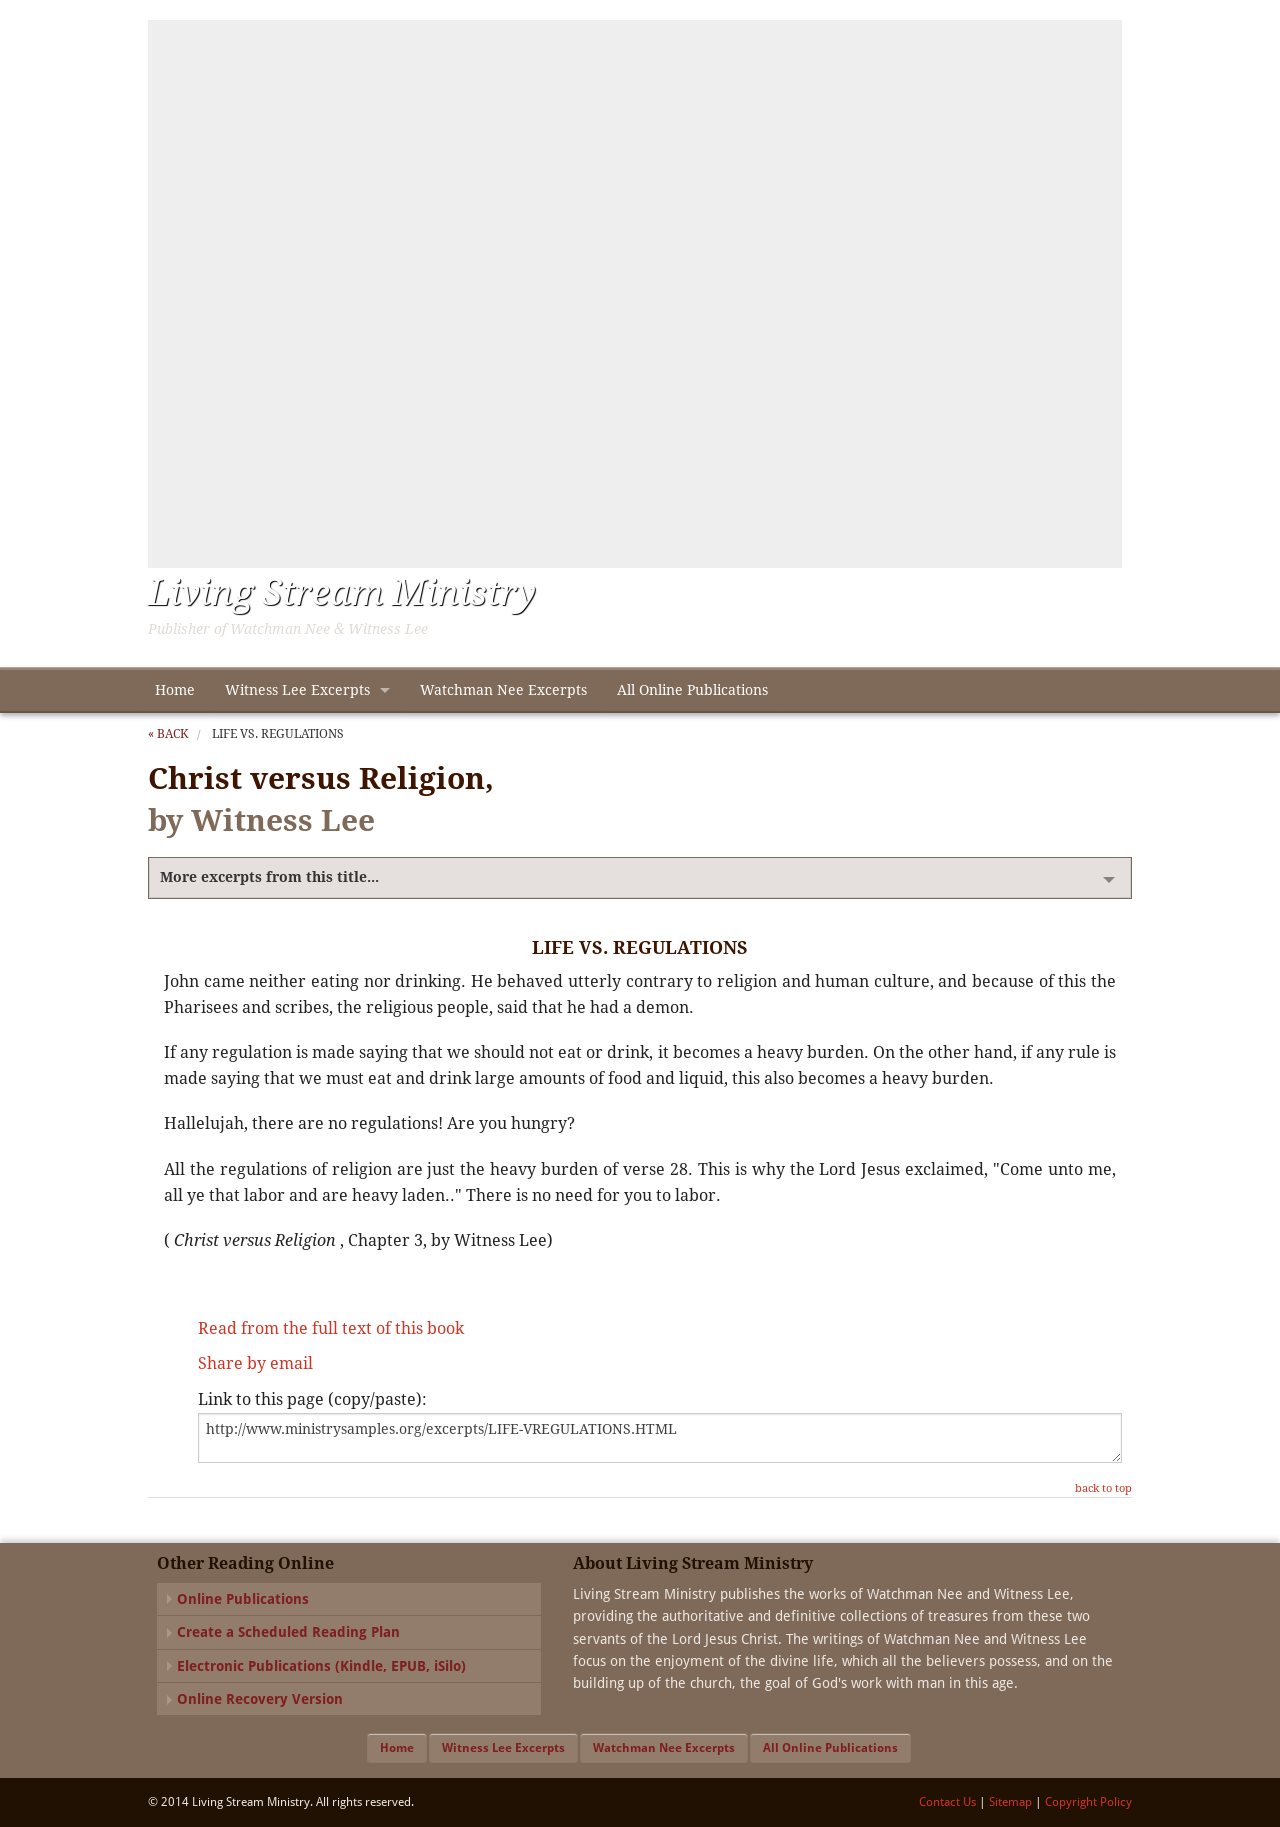 Living Stream Ministry
Publisher of Watchman Nee & Witness Lee
Home Witness Lee Excerpts Watchman Nee Excerpts All Online Publications
« BACK / LIFE VS. REGULATIONS
Christ versus Religion,
by Witness Lee
More excerpts from this title...
LIFE VS. REGULATIONS
John came neither eating nor drinking. He behaved utterly contrary to religion and human culture, and because of this the
Pharisees and scribes, the religious people, said that he had a demon.
If any regulation is made saying that we should not eat or drink, it becomes a heavy burden. On the other hand, if any rule is
made saying that we must eat and drink large amounts of food and liquid, this also becomes a heavy burden.
Hallelujah, there are no regulations! Are you hungry?
All the regulations of religion are just the heavy burden of verse 28. This is why the Lord Jesus exclaimed, "Come unto me,
all ye that labor and are heavy laden.." There is no need for you to labor.
( Christ versus Religion , Chapter 3, by Witness Lee)
Read from the full text of this book
Share by email
Link to this page (copy/paste):
http://www.ministrysamples.org/excerpts/LIFE-VREGULATIONS.HTML
back to top
Other Reading Online
Online Publications
Create a Scheduled Reading Plan
Electronic Publications (Kindle, EPUB, iSilo)
Online Recovery Version
About Living Stream Ministry
Living Stream Ministry publishes the works of Watchman Nee and Witness Lee,
providing the authoritative and definitive collections of treasures from these two
servants of the Lord Jesus Christ. The writings of Watchman Nee and Witness Lee
focus on the enjoyment of the divine life, which all the believers possess, and on the
building up of the church, the goal of God's work with man in this age.
Home Witness Lee Excerpts Watchman Nee Excerpts All Online Publications
© 2014 Living Stream Ministry. All rights reserved.
Contact Us | Sitemap | Copyright Policy